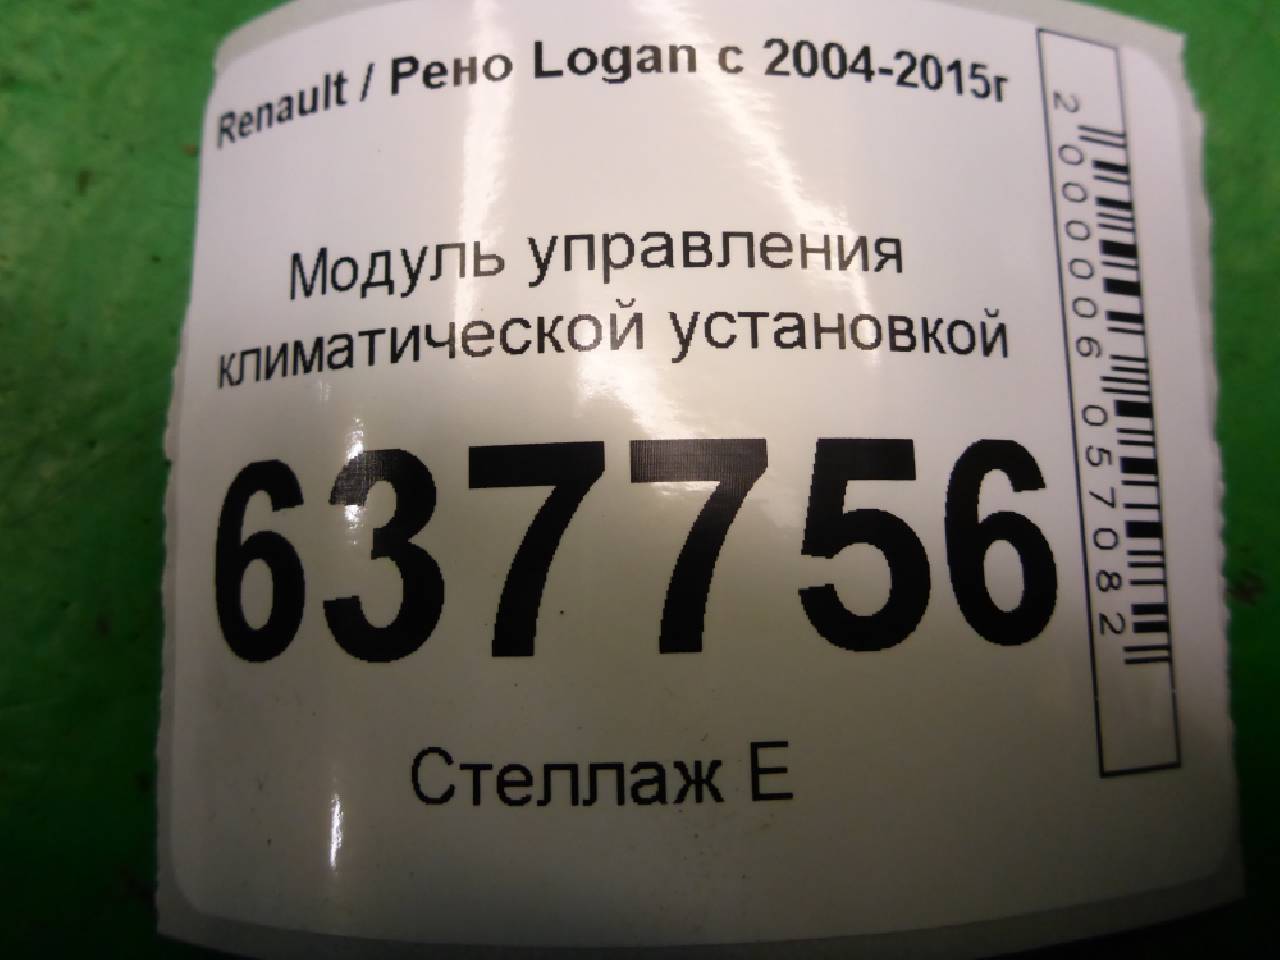 Renault / Рено Logan с 2004-2015г
Модуль управления
климатической установкой
637756
Стеллаж Е
2000006057082